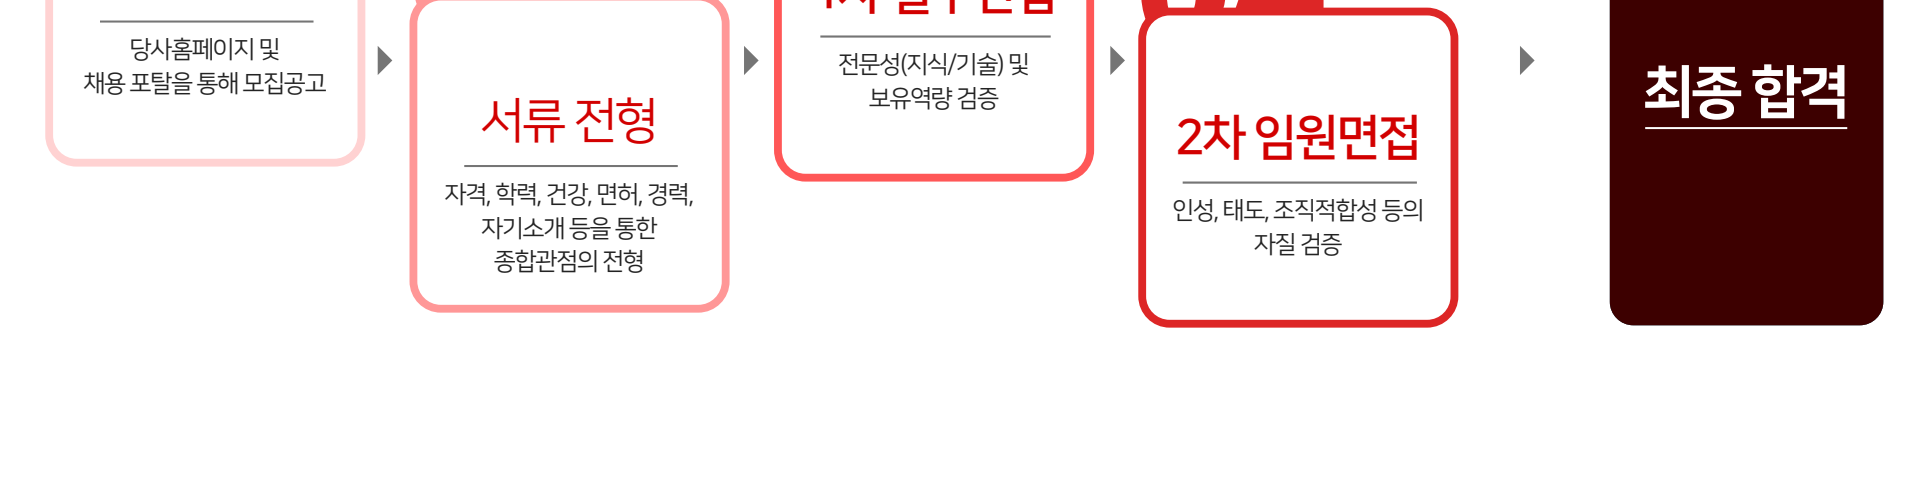 당사홈페이지 및
채용 포탈을 통해 모집공고
서류 전형
자격, 학력, 건강, 면허, 경력,
자기소개 등을 통한
종합관점의 전형
전문성(지식/기술) 및
보유역량 검증
2차 임원면접
인성, 태도, 조직적합성 등의
자질 검증
최종 합격